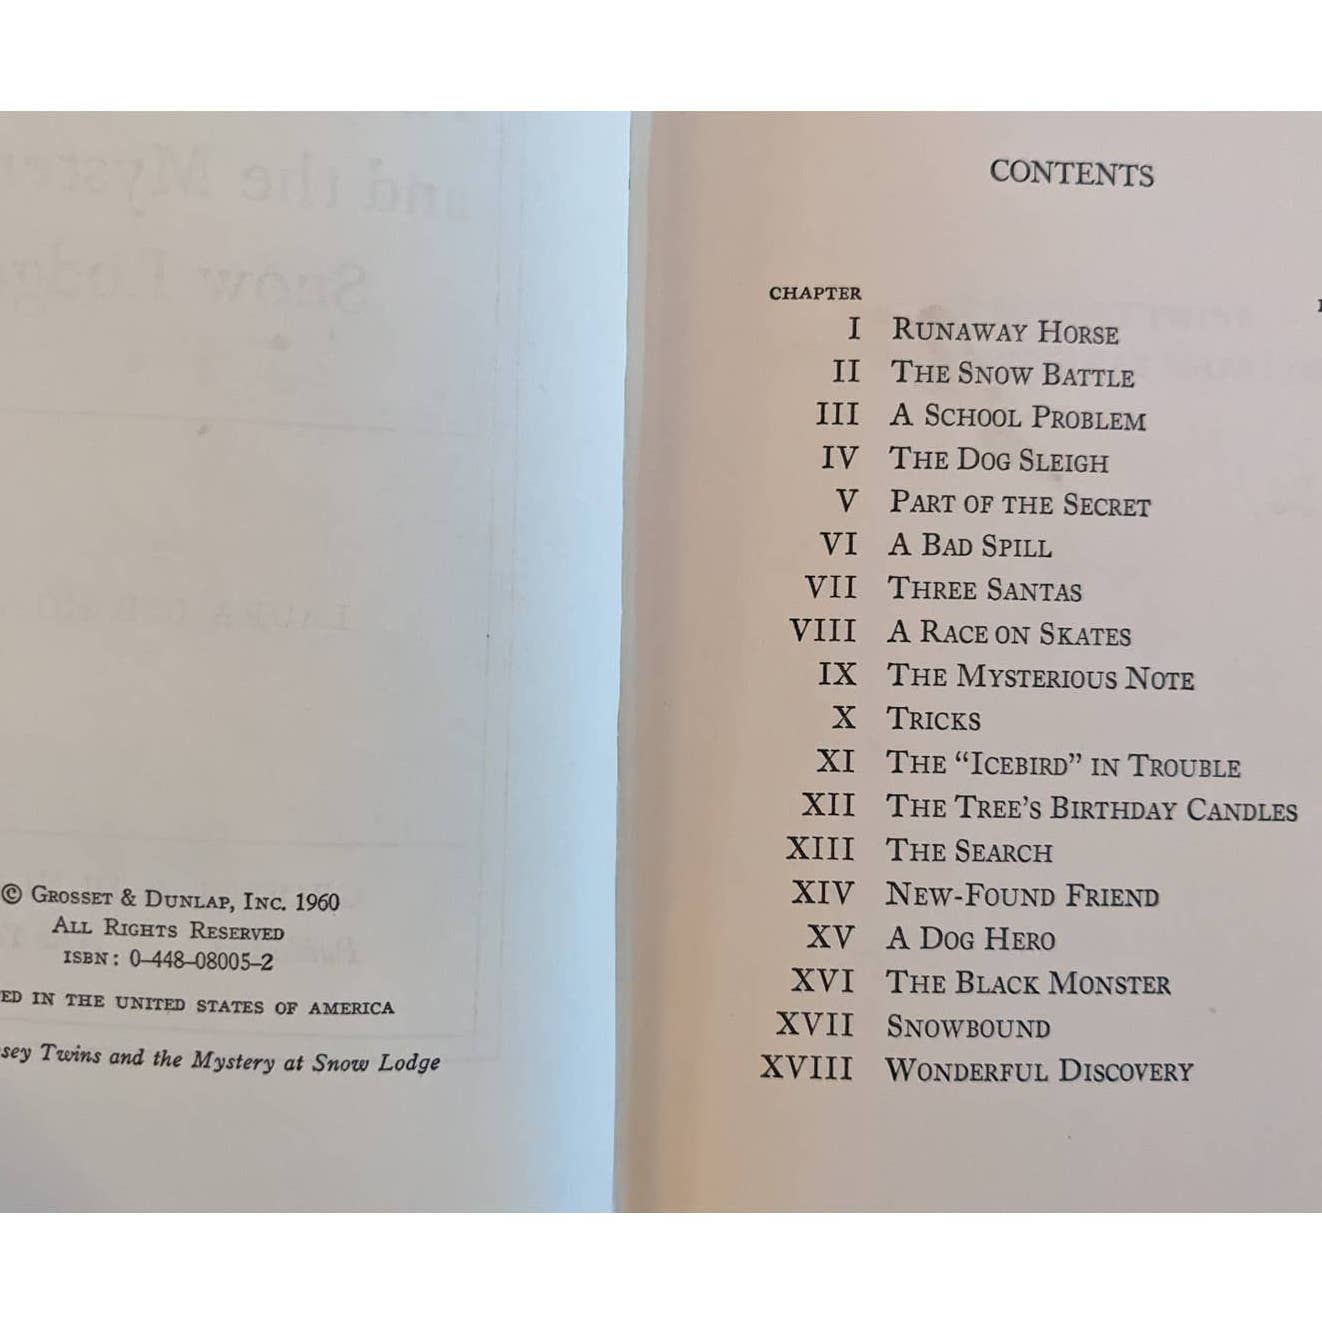 © Grosset & Dunlap, Inc. 1960
All Rights Reserved
ISBN: 0-448-08005-2
IN THE UNITED STATES OF AMERICA
Twins and the Mystery at Snow Lodge
CONTENTS
CHAPTER
I Runaway Horse
II The Snow Battle
III A School Problem
IV The Dog Sleigh
V Part of the Secret
VI A Bad Spill
VII Three Santas
VIII A Race on Skates
IX The Mysterious Note
X Tricks
XI The “Icebird” in Trouble
XII The Tree’s Birthday Candles
XIII The Search
XIV New-Found Friend
XV A Dog Hero
XVI The Black Monster
XVII Snowbound
XVIII Wonderful Discovery